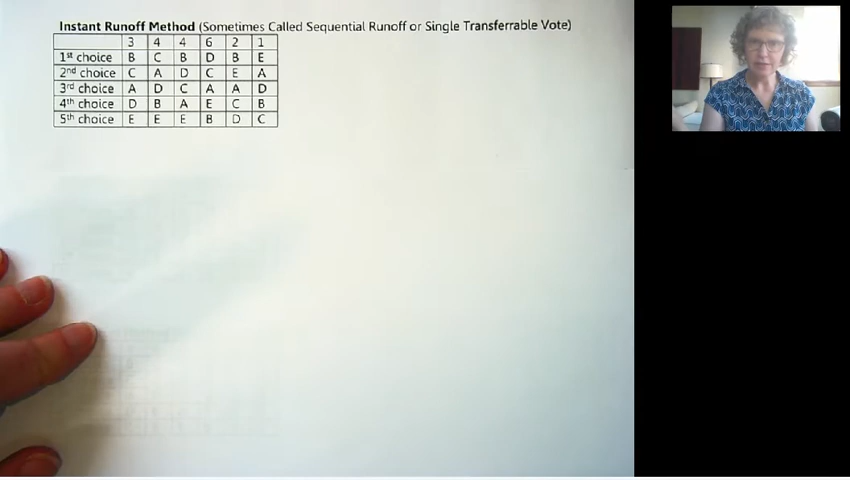 Instant Runoff Method (Sometimes Called Sequential Runoff or Single Transferrable Vote)
3 4 4 6 2 1
1st choice B C B D B E
2nd choice C A D C E A
3rd choice A D C A A D
4th choice D B A E C B
5th choice E E E B D C